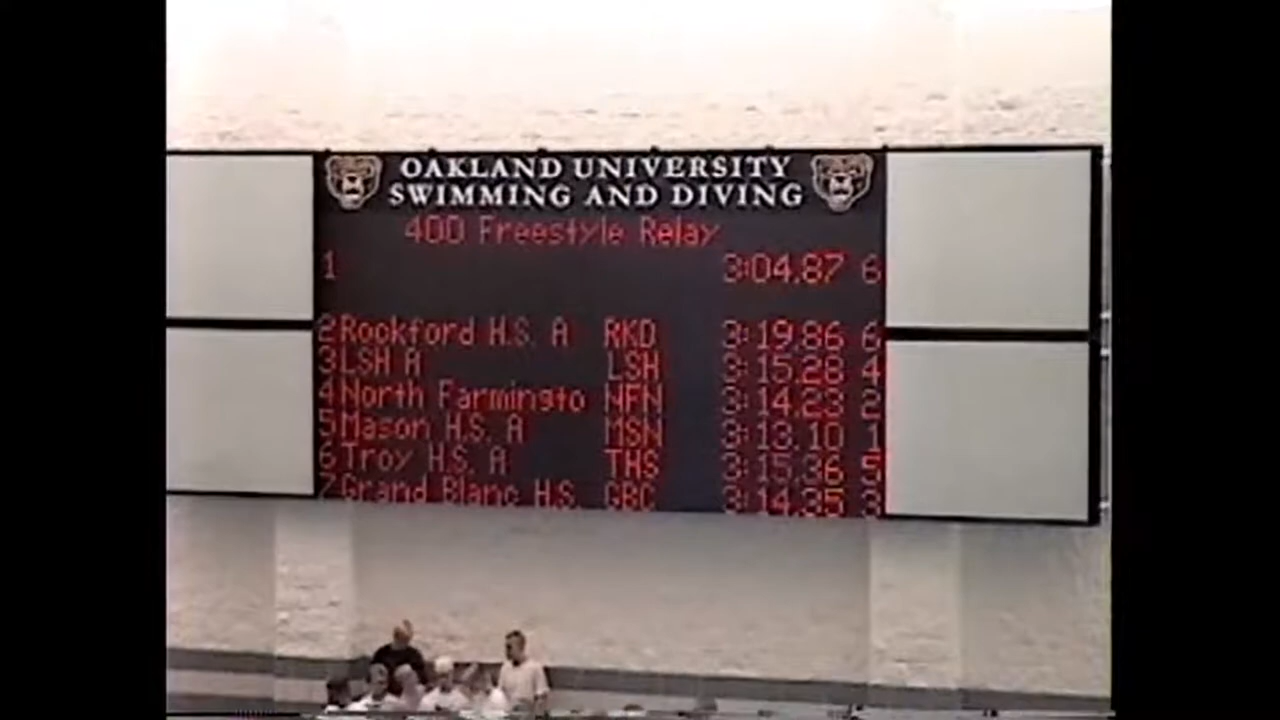 OAKLAND UNIVERSITY
SWIMMING AND DIVING
400 Freestyle Relay
1 3:04.87 6
2 Rockford H.S. A RKD 3:19.86 6
3 LSH A LSH 3:15.28 4
4 North Farmingto NFN 3:14.23 2
5 Mason H.S. A MSN 3:13.10 1
6 Troy H.S. A THS 3:15.36 5
7 Grand Blanc H.S. GBC 3:14.35 3